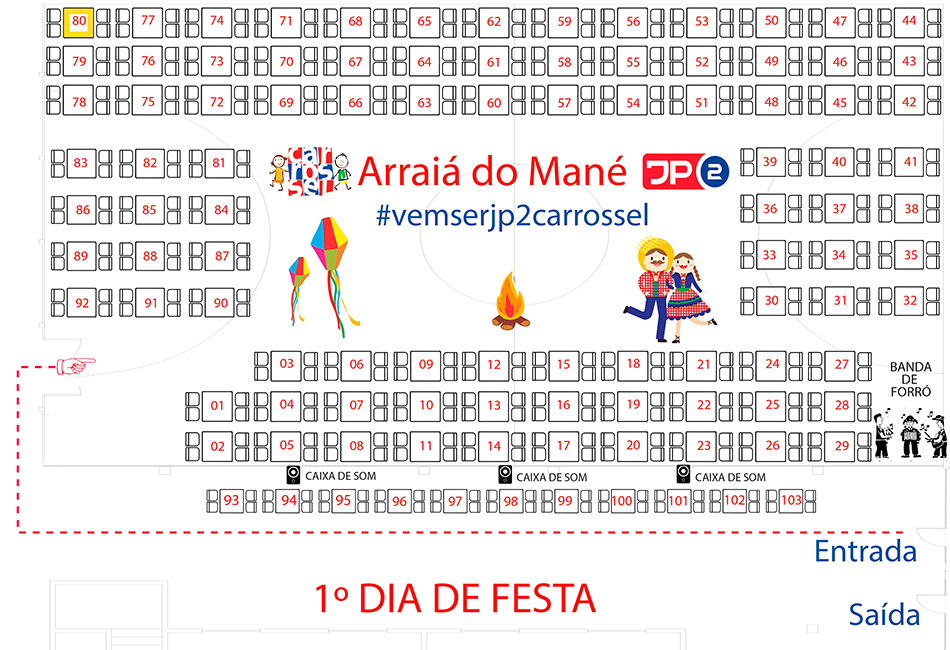 80 77 74 71 68 65 62 59 56 53 50 47 44
79 76 73 70 67 64 61 58 55 52 49 46 43
78 75 72 69 66 63 60 57 54 51 48 45 42
83 82 81
carrossel
Arraiá do Mané
JP2
39 40 41
86 85 84
#vemserjp2carrossel
36 37 38
89 88 87
33 34 35
92 91 90
30 31 32
03 06 09 12 15 18 21 24 27
BANDA
DE
FORRÓ
01 04 07 10 13 16 19 22 25 28
02 05 08 11 14 17 20 23 26 29
CAIXA DE SOM CAIXA DE SOM CAIXA DE SOM
93 94 95 96 97 98 99 100 101 102 103
Entrada
1º DIA DE FESTA
Saída